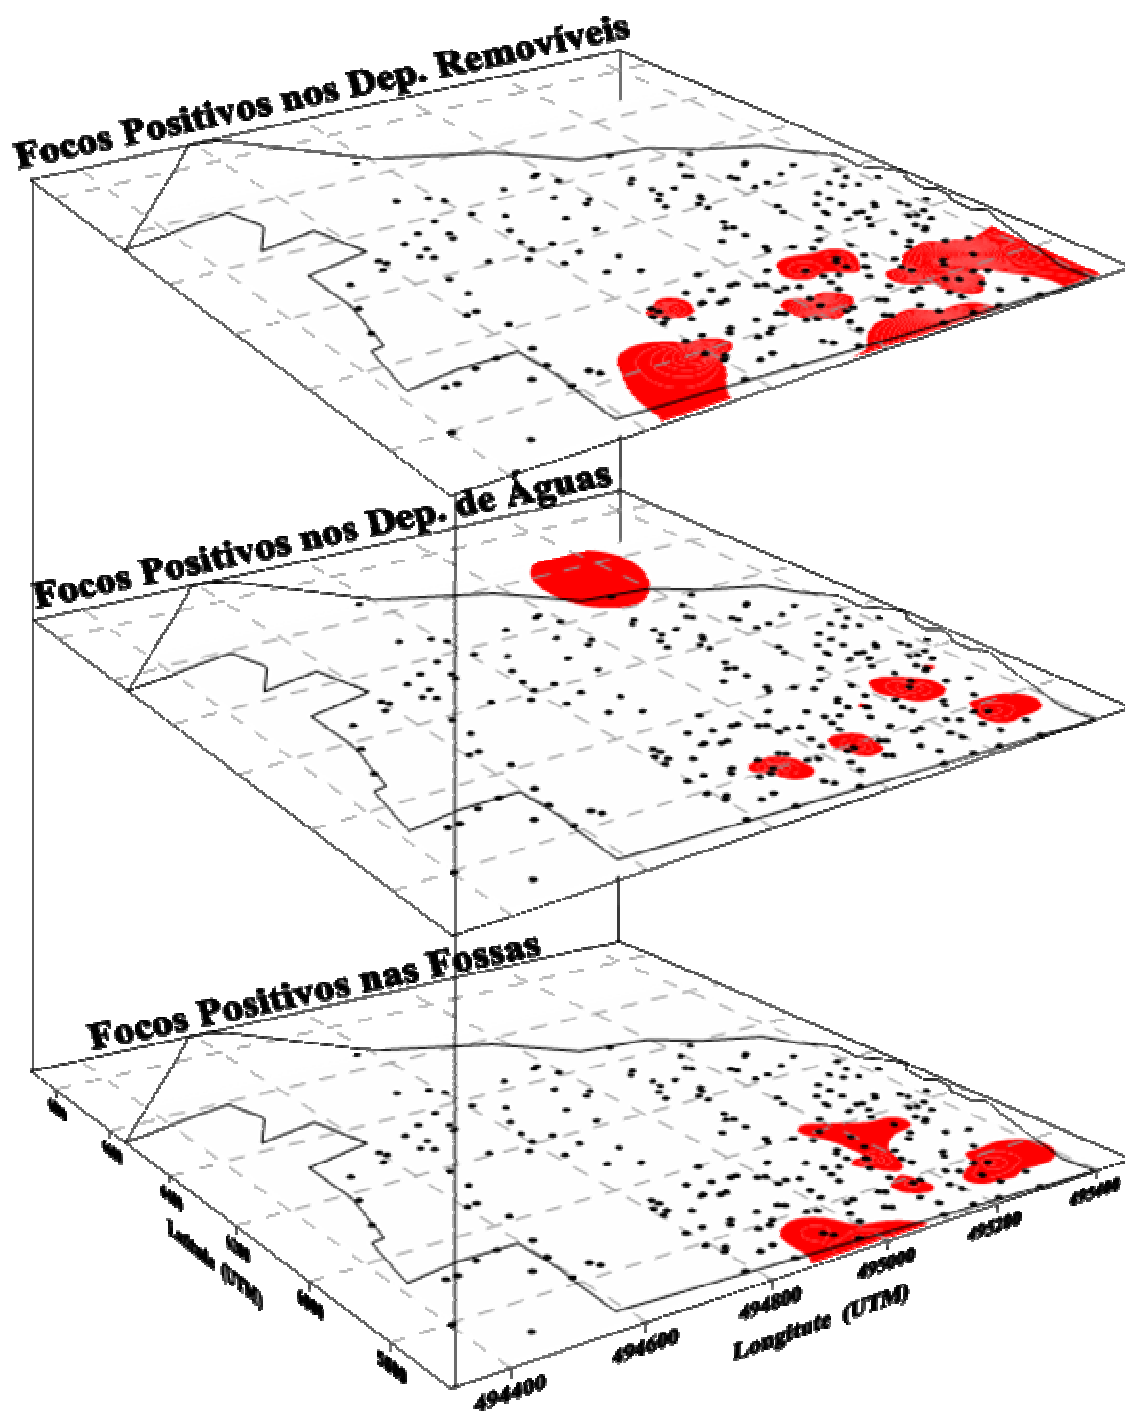 Focos Positivos nos Dep. Removíveis
Focos Positivos nos Dep. de Águas
Focos Positivos nas Fossas
Latitude (UTM)
494400
494600
494800
495000
495200
495400
Longitute (UTM)